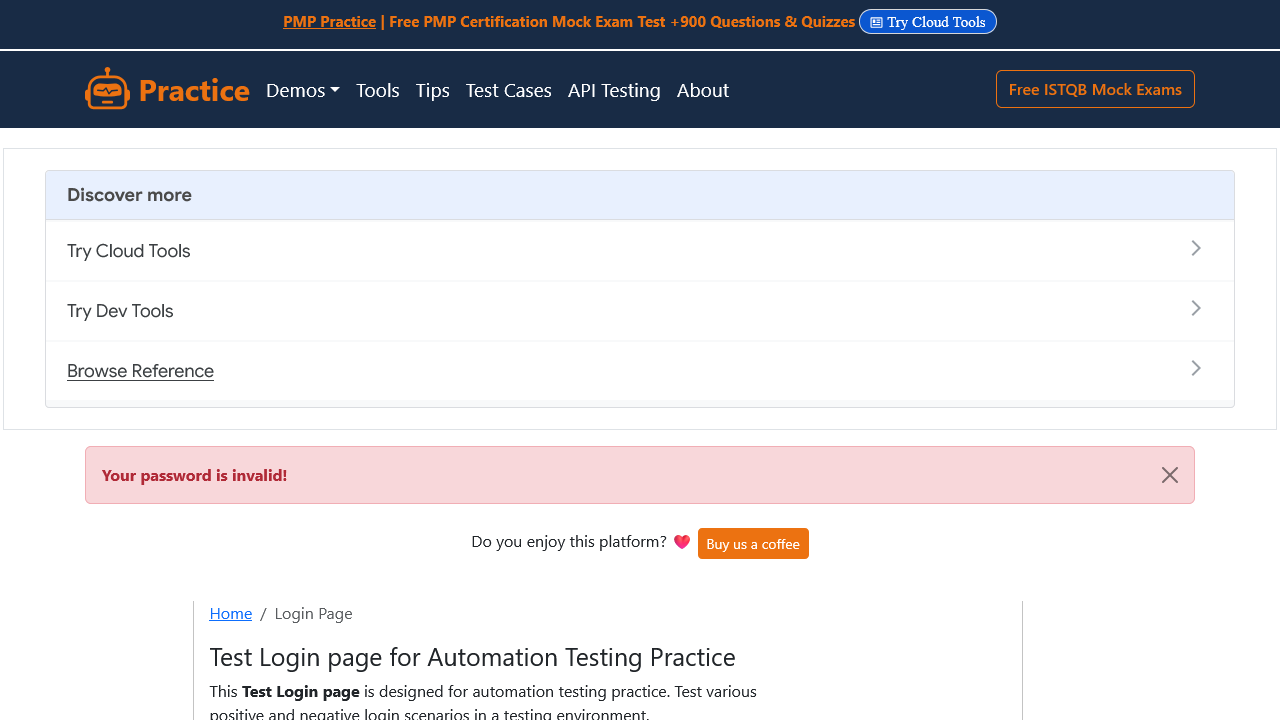 PMP Practice | Free PMP Certification Mock Exam Test +900 Questions & Quizzes Try Cloud Tools
Practice Demos Tools Tips Test Cases API Testing About Free ISTQB Mock Exams
Discover more
Try Cloud Tools
Try Dev Tools
Browse Reference
Your password is invalid!
Do you enjoy this platform? Buy us a coffee
Home / Login Page
Test Login page for Automation Testing Practice
This Test Login page is designed for automation testing practice. Test various
positive and negative login scenarios in a testing environment.